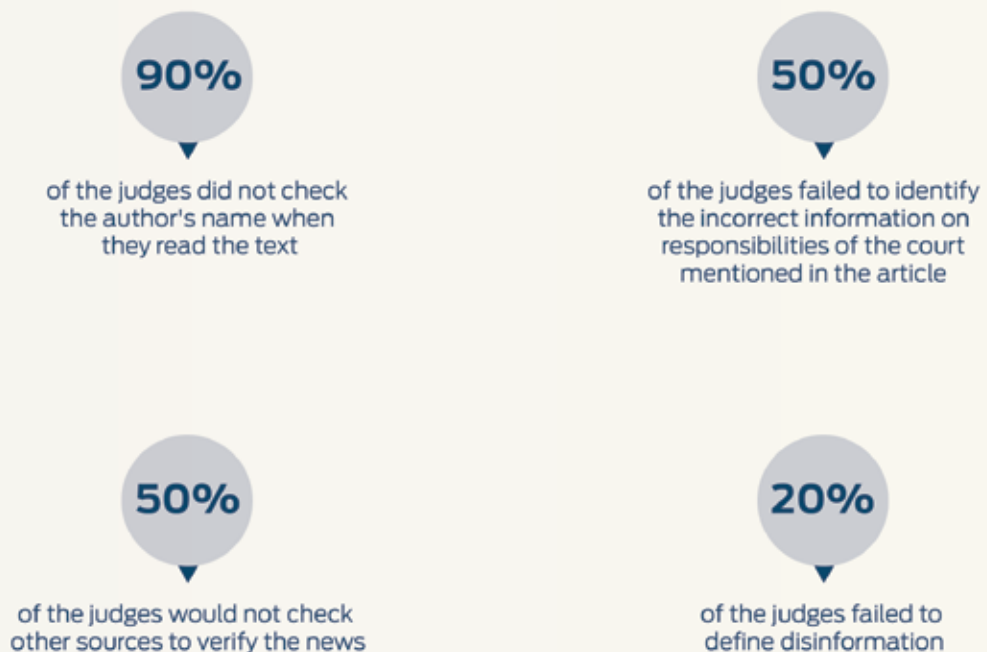 90%
of the judges did not check
the author's name when
they read the text
50%
of the judges failed to identify
the incorrect information on
responsibilities of the court
mentioned in the article
50%
of the judges would not check
other sources to verify the news
20%
of the judges failed to
define disinformation